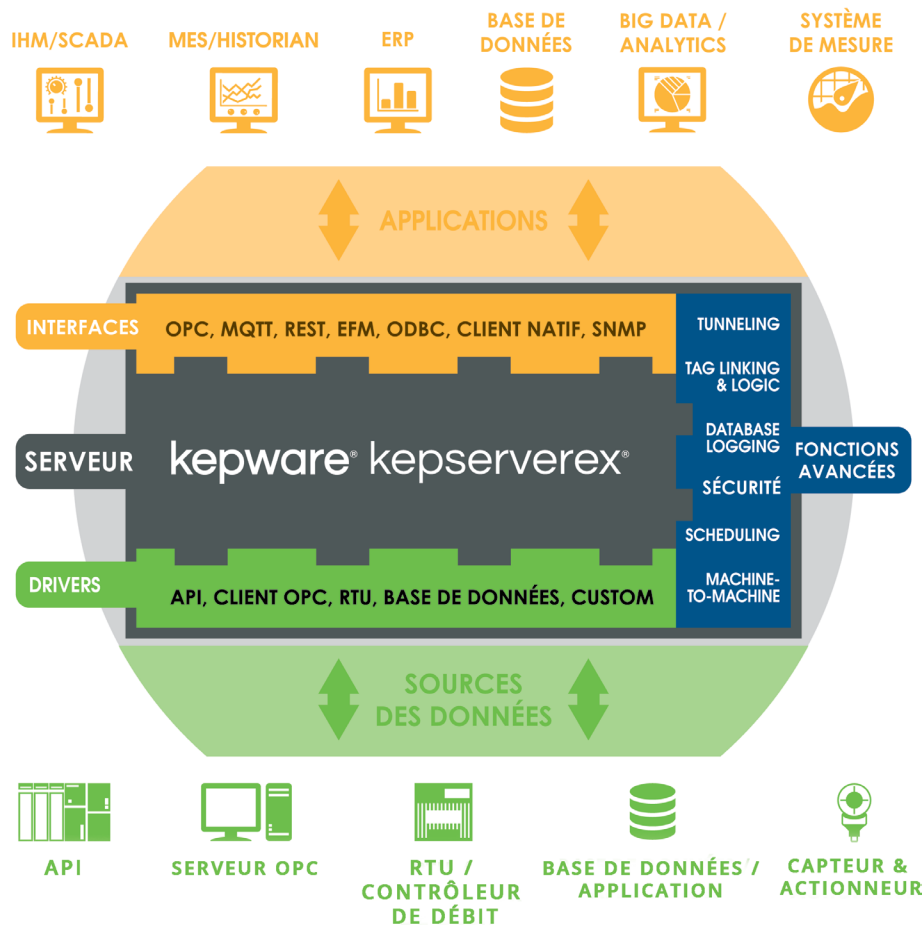 IHM/SCADA
MES/HISTORIAN
ERP
BASE DE
DONNÉES
BIG DATA /
ANALYTICS
SYSTÈME
DE MESURE
APPLICATIONS
INTERFACES
OPC, MQTT, REST, EFM, ODBC, CLIENT NATIF, SNMP
TUNNELING
TAG LINKING
& LOGIC
DATABASE
LOGGING
SÉCURITÉ
SCHEDULING
MACHINE-
TO-MACHINE
FONCTIONS
AVANCÉES
SERVEUR
kepware® kepserverex®
DRIVERS
API, CLIENT OPC, RTU, BASE DE DONNÉES, CUSTOM
SOURCES
DES DONNÉES
API
SERVEUR OPC
RTU /
CONTRÔLEUR
DE DÉBIT
BASE DE DONNÉES /
APPLICATION
CAPTEUR &
ACTIONNEUR